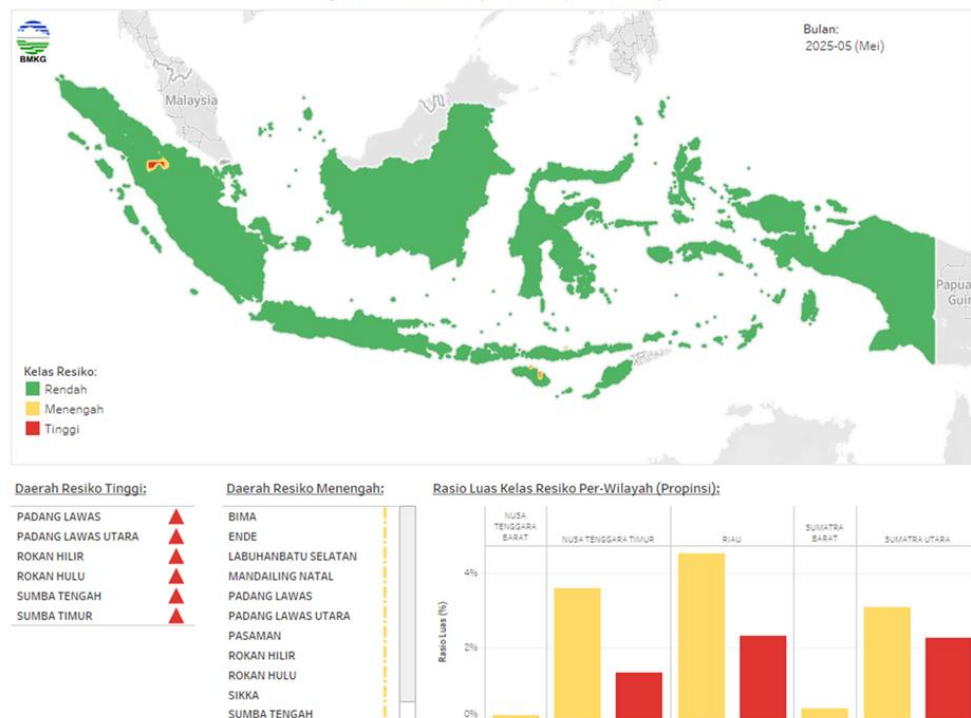 BMKG
Bulan:
2025-05 (Mei)
Malaysia
Papua
Kelas Resiko:
Rendah
Menengah
Tinggi
Daerah Resiko Tinggi:
PADANG LAWAS
PADANG LAWAS UTARA
ROKAN HILIR
ROKAN HULU
SUMBA TENGAH
SUMBA TIMUR
Daerah Resiko Menengah:
BIMA
ENDE
LABUHANBATU SELATAN
MANDAILING NATAL
PADANG LAWAS
PADANG LAWAS UTARA
PASAMAN
ROKAN HILIR
ROKAN HULU
SIKKA
SUMBA TENGAH
Rasio Luas Kelas Resiko Per-Wilayah (Propinsi):
NUSA
TENGGARA
BARAT
NUSA TENGGARA TIMUR
RIAU
SUMATRA
BARAT
SUMATRA UTARA
Rasio Luas (%)
4%
2%
0%